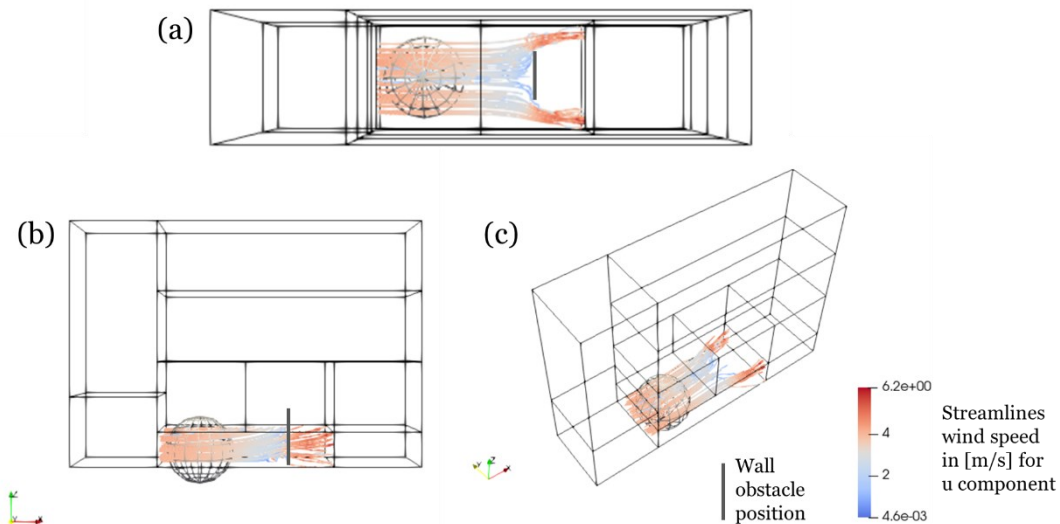 (a)
(b)
(c)
6.2e+00
4
2
4.6e-03
Streamlines
wind speed
in [m/s] for
u component
Wall
obstacle
position
Z
Y
X
Y
Z
X